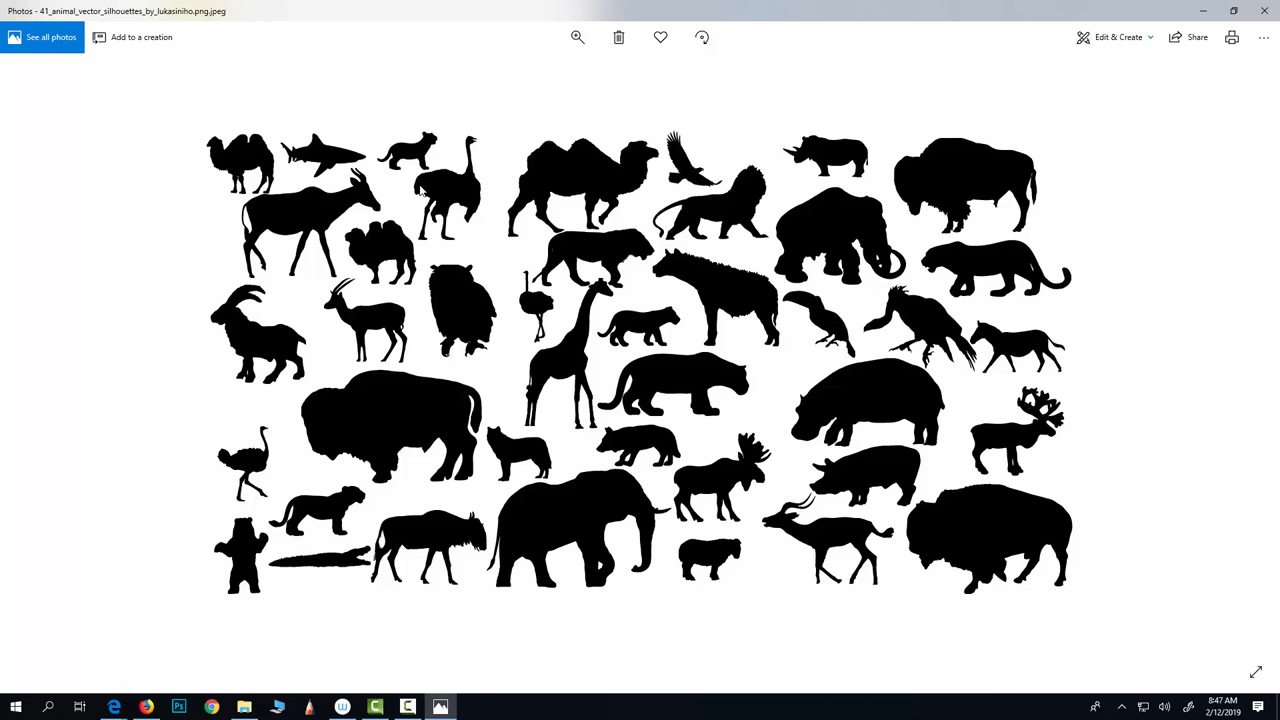 Photos - 41_animal_vector_silhouettes_by_lukasiniho.png.jpeg
See all photos
Add to a creation
Edit & Create
Share
Ps
w
C
C
8:47 AM
2/12/2019